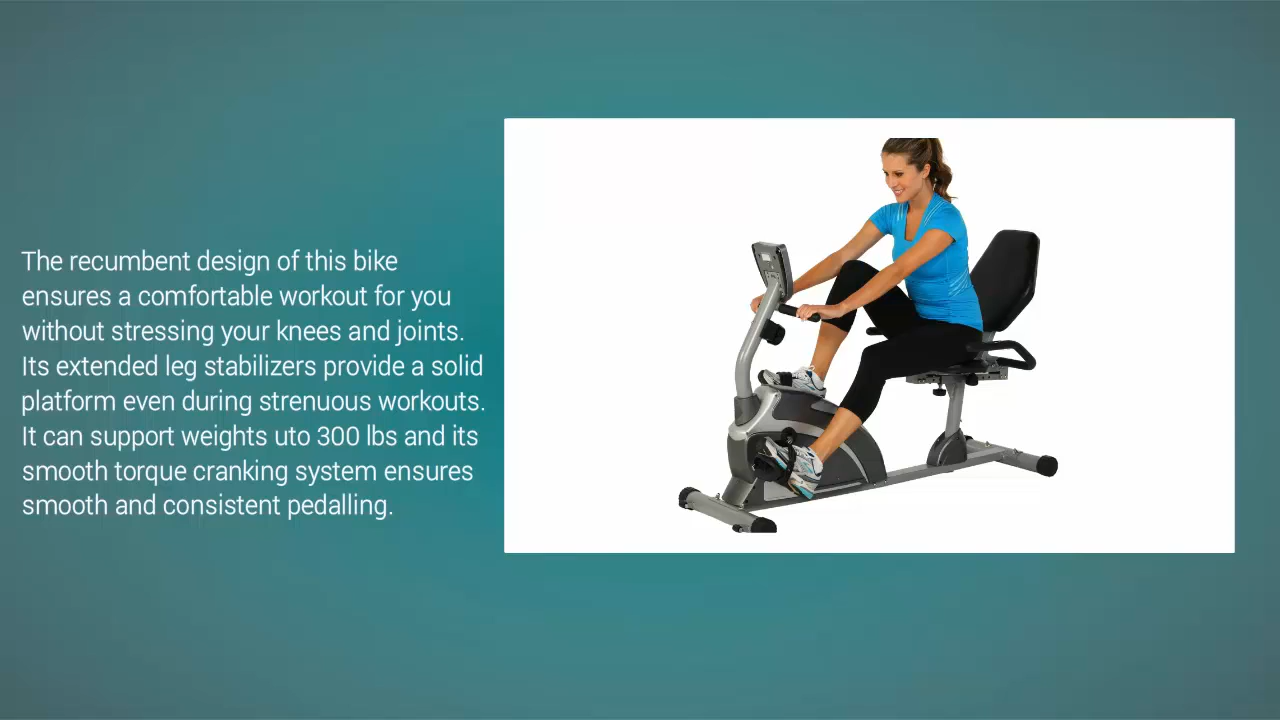 The recumbent design of this bike
ensures a comfortable workout for you
without stressing your knees and joints.
Its extended leg stabilizers provide a solid
platform even during strenuous workouts.
It can support weights uto 300 lbs and its
smooth torque cranking system ensures
smooth and consistent pedalling.